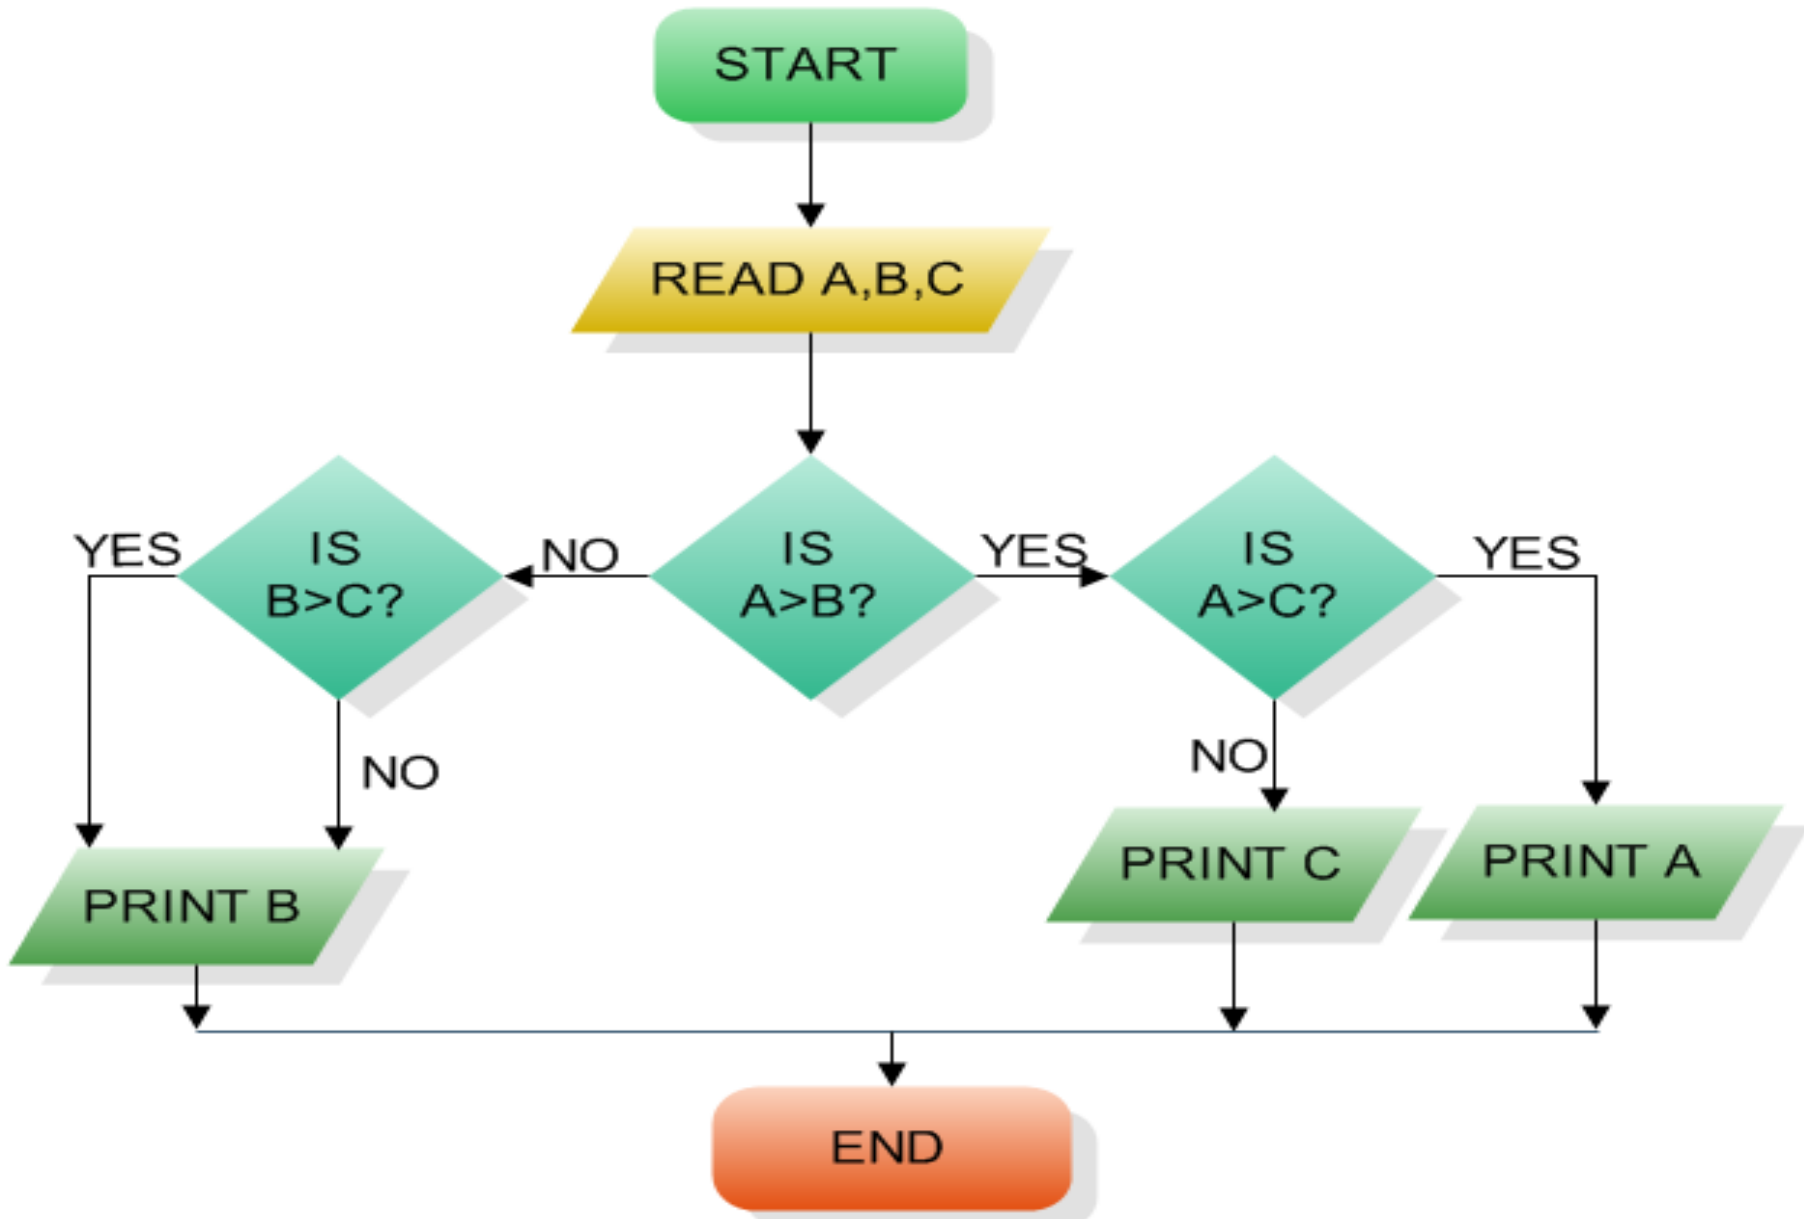 START
READ A,B,C
YES
IS
B>C?
NO
IS
A>B?
YES
IS
A>C?
YES
NO
NO
PRINT B
PRINT C
PRINT A
END